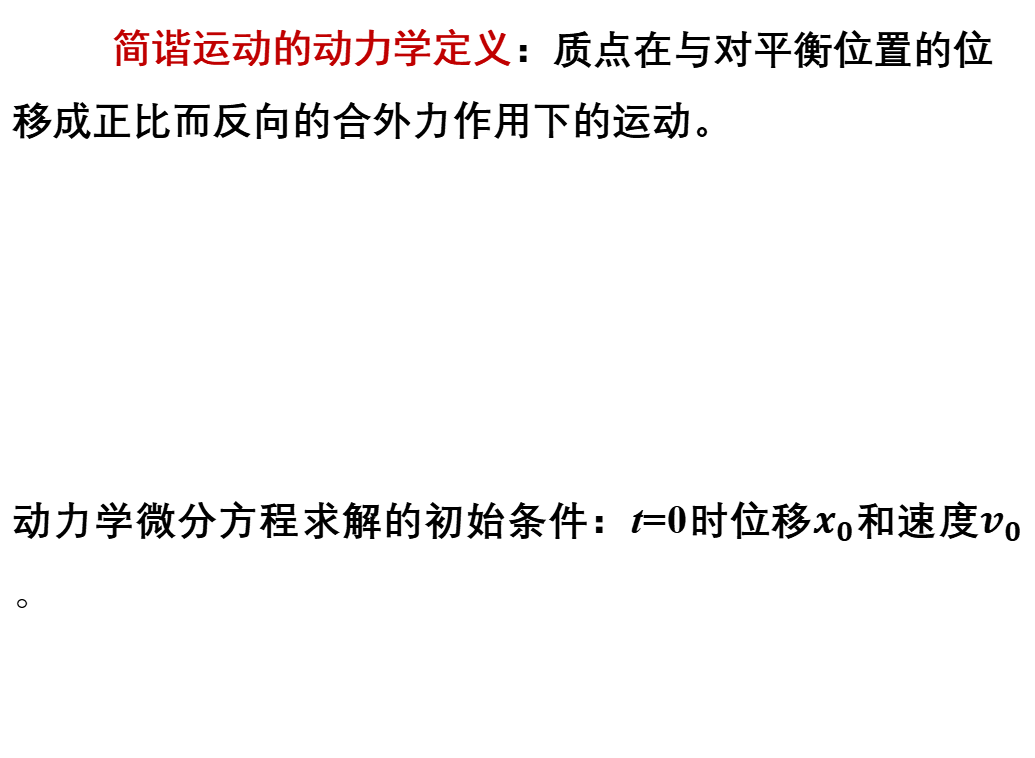 简谐运动的动力学定义：质点在与对平衡位置的位
移成正比而反向的合外力作用下的运动。
动力学微分方程求解的初始条件：t=0时位移x₀和速度v₀
。